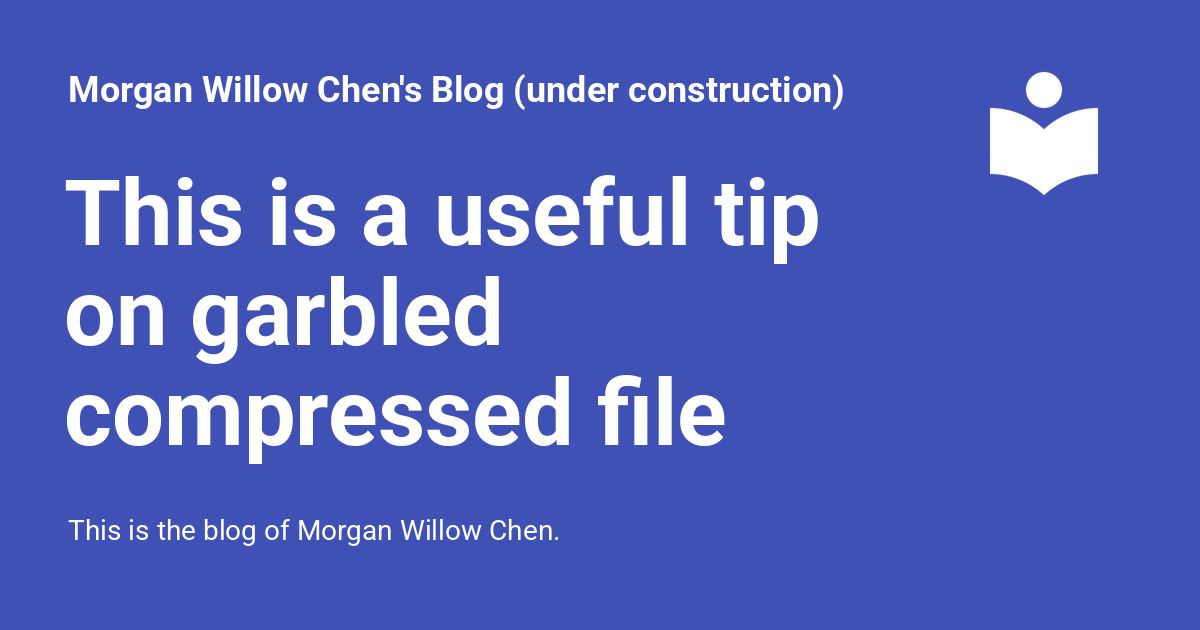 Morgan Willow Chen's Blog (under construction)
This is a useful tip
on garbled
compressed file
This is the blog of Morgan Willow Chen.